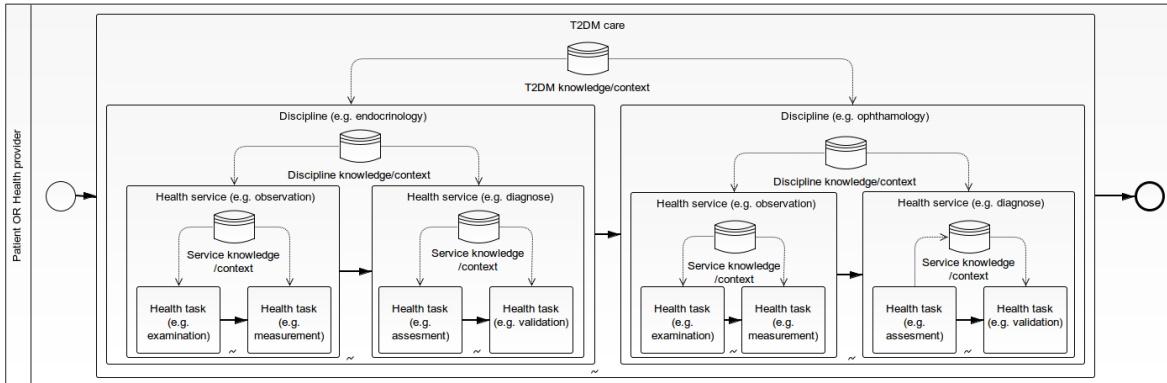 Patient OR Health provider
T2DM care
T2DM knowledge/context
Discipline (e.g. endocrinology)
Discipline knowledge/context
Health service (e.g. observation)
Service knowledge
/context
Health task
(e.g.
examination)
Health task
(e.g.
measurement)
~
Health service (e.g. diagnose)
Service knowledge
/context
Health task
(e.g.
assesment)
Health task
(e.g. validation)
~
~
~
Discipline (e.g. ophthamology)
Discipline knowledge/context
Health service (e.g. observation)
Service knowledge
/context
Health task
(e.g.
examination)
Health task
(e.g.
measurement)
~
Health service (e.g. diagnose)
Service knowledge
/context
Health task
(e.g.
assesment)
Health task
(e.g. validation)
~
~
~
~